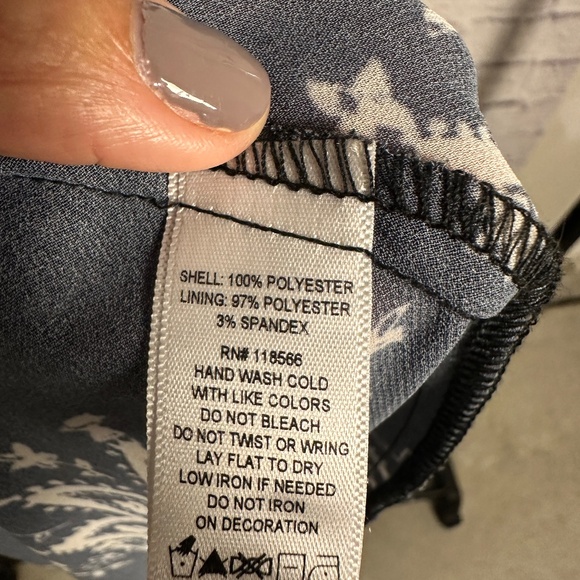 SHELL: 100% POLYESTER
LINING: 97% POLYESTER
3% SPANDEX
RN# 118566
HAND WASH COLD
WITH LIKE COLORS
DO NOT BLEACH
DO NOT TWIST OR WRING
LAY FLAT TO DRY
LOW IRON IF NEEDED
DO NOT IRON
ON DECORATION